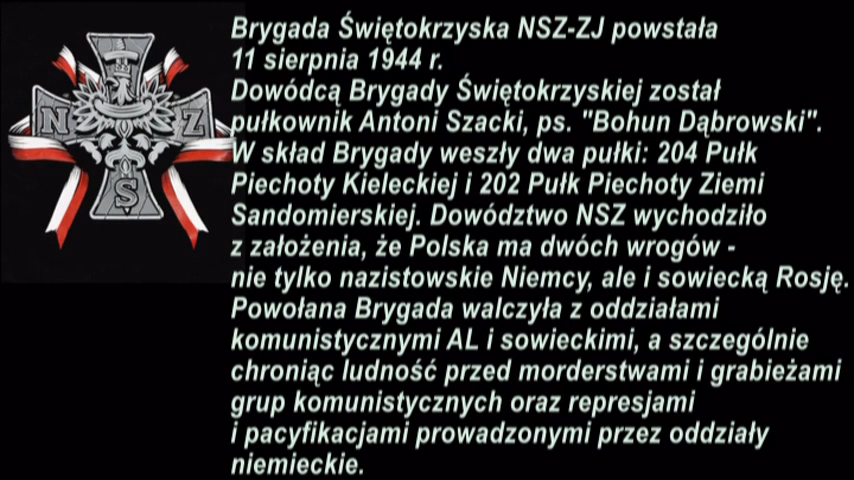 Brygada Świętokrzyska NSZ-ZJ powstała
11 sierpnia 1944 r.
Dowódcą Brygady Świętokrzyskiej został
pułkownik Antoni Szacki, ps. "Bohun Dąbrowski".
W skład Brygady weszły dwa pułki: 204 Pułk
Piechoty Kieleckiej i 202 Pułk Piechoty Ziemi
Sandomierskiej. Dowództwo NSZ wychodziło
z założenia, że Polska ma dwóch wrogów -
nie tylko nazistowskie Niemcy, ale i sowiecką Rosję.
Powołana Brygada walczyła z oddziałami
komunistycznymi AL i sowieckimi, a szczególnie
chroniąc ludność przed morderstwami i grabieżami
grup komunistycznych oraz represjami
i pacyfikacjami prowadzonymi przez oddziały
niemieckie.
N Z
S